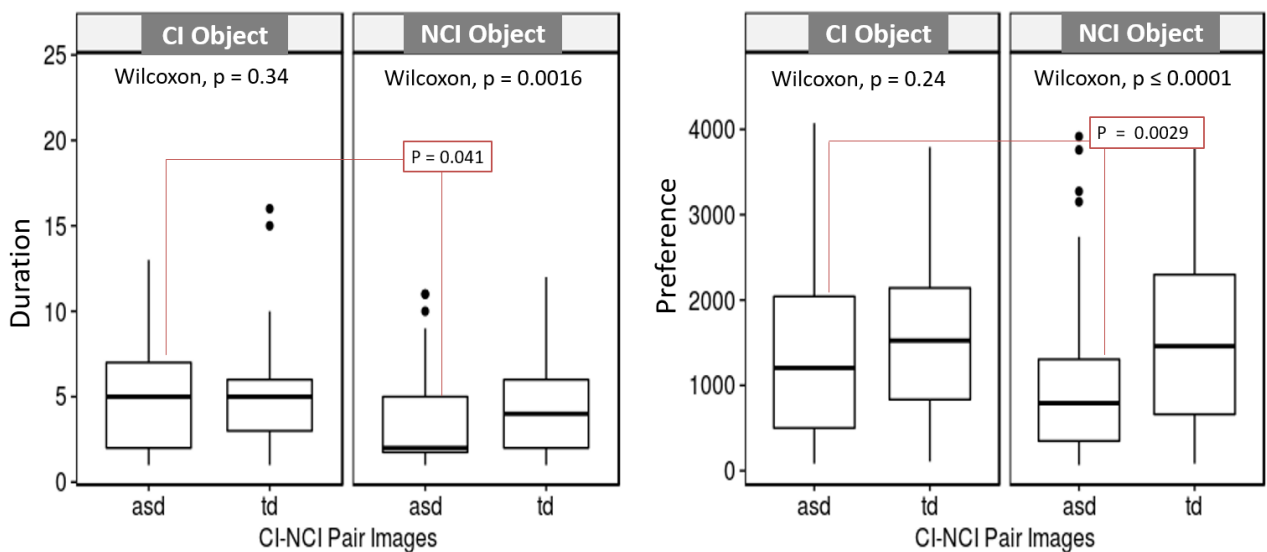 CI Object
NCI Object
Wilcoxon, p = 0.34
Wilcoxon, p = 0.0016
P = 0.041
Duration
25
20
15
10
5
0
asd
td
asd
td
CI-NCI Pair Images
CI Object
NCI Object
Wilcoxon, p = 0.24
Wilcoxon, p ≤ 0.0001
P = 0.0029
Preference
4000
3000
2000
1000
0
asd
td
asd
td
CI-NCI Pair Images